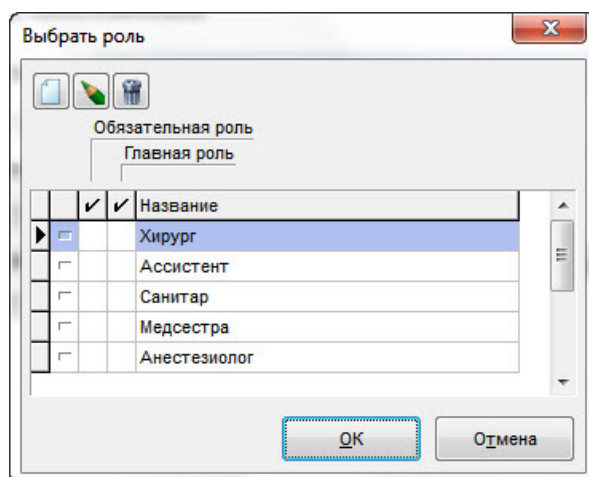 Выбрать роль
Обязательная роль
Главная роль
Название
Хирург
Ассистент
Санитар
Медсестра
Анестезиолог
OK Отмена